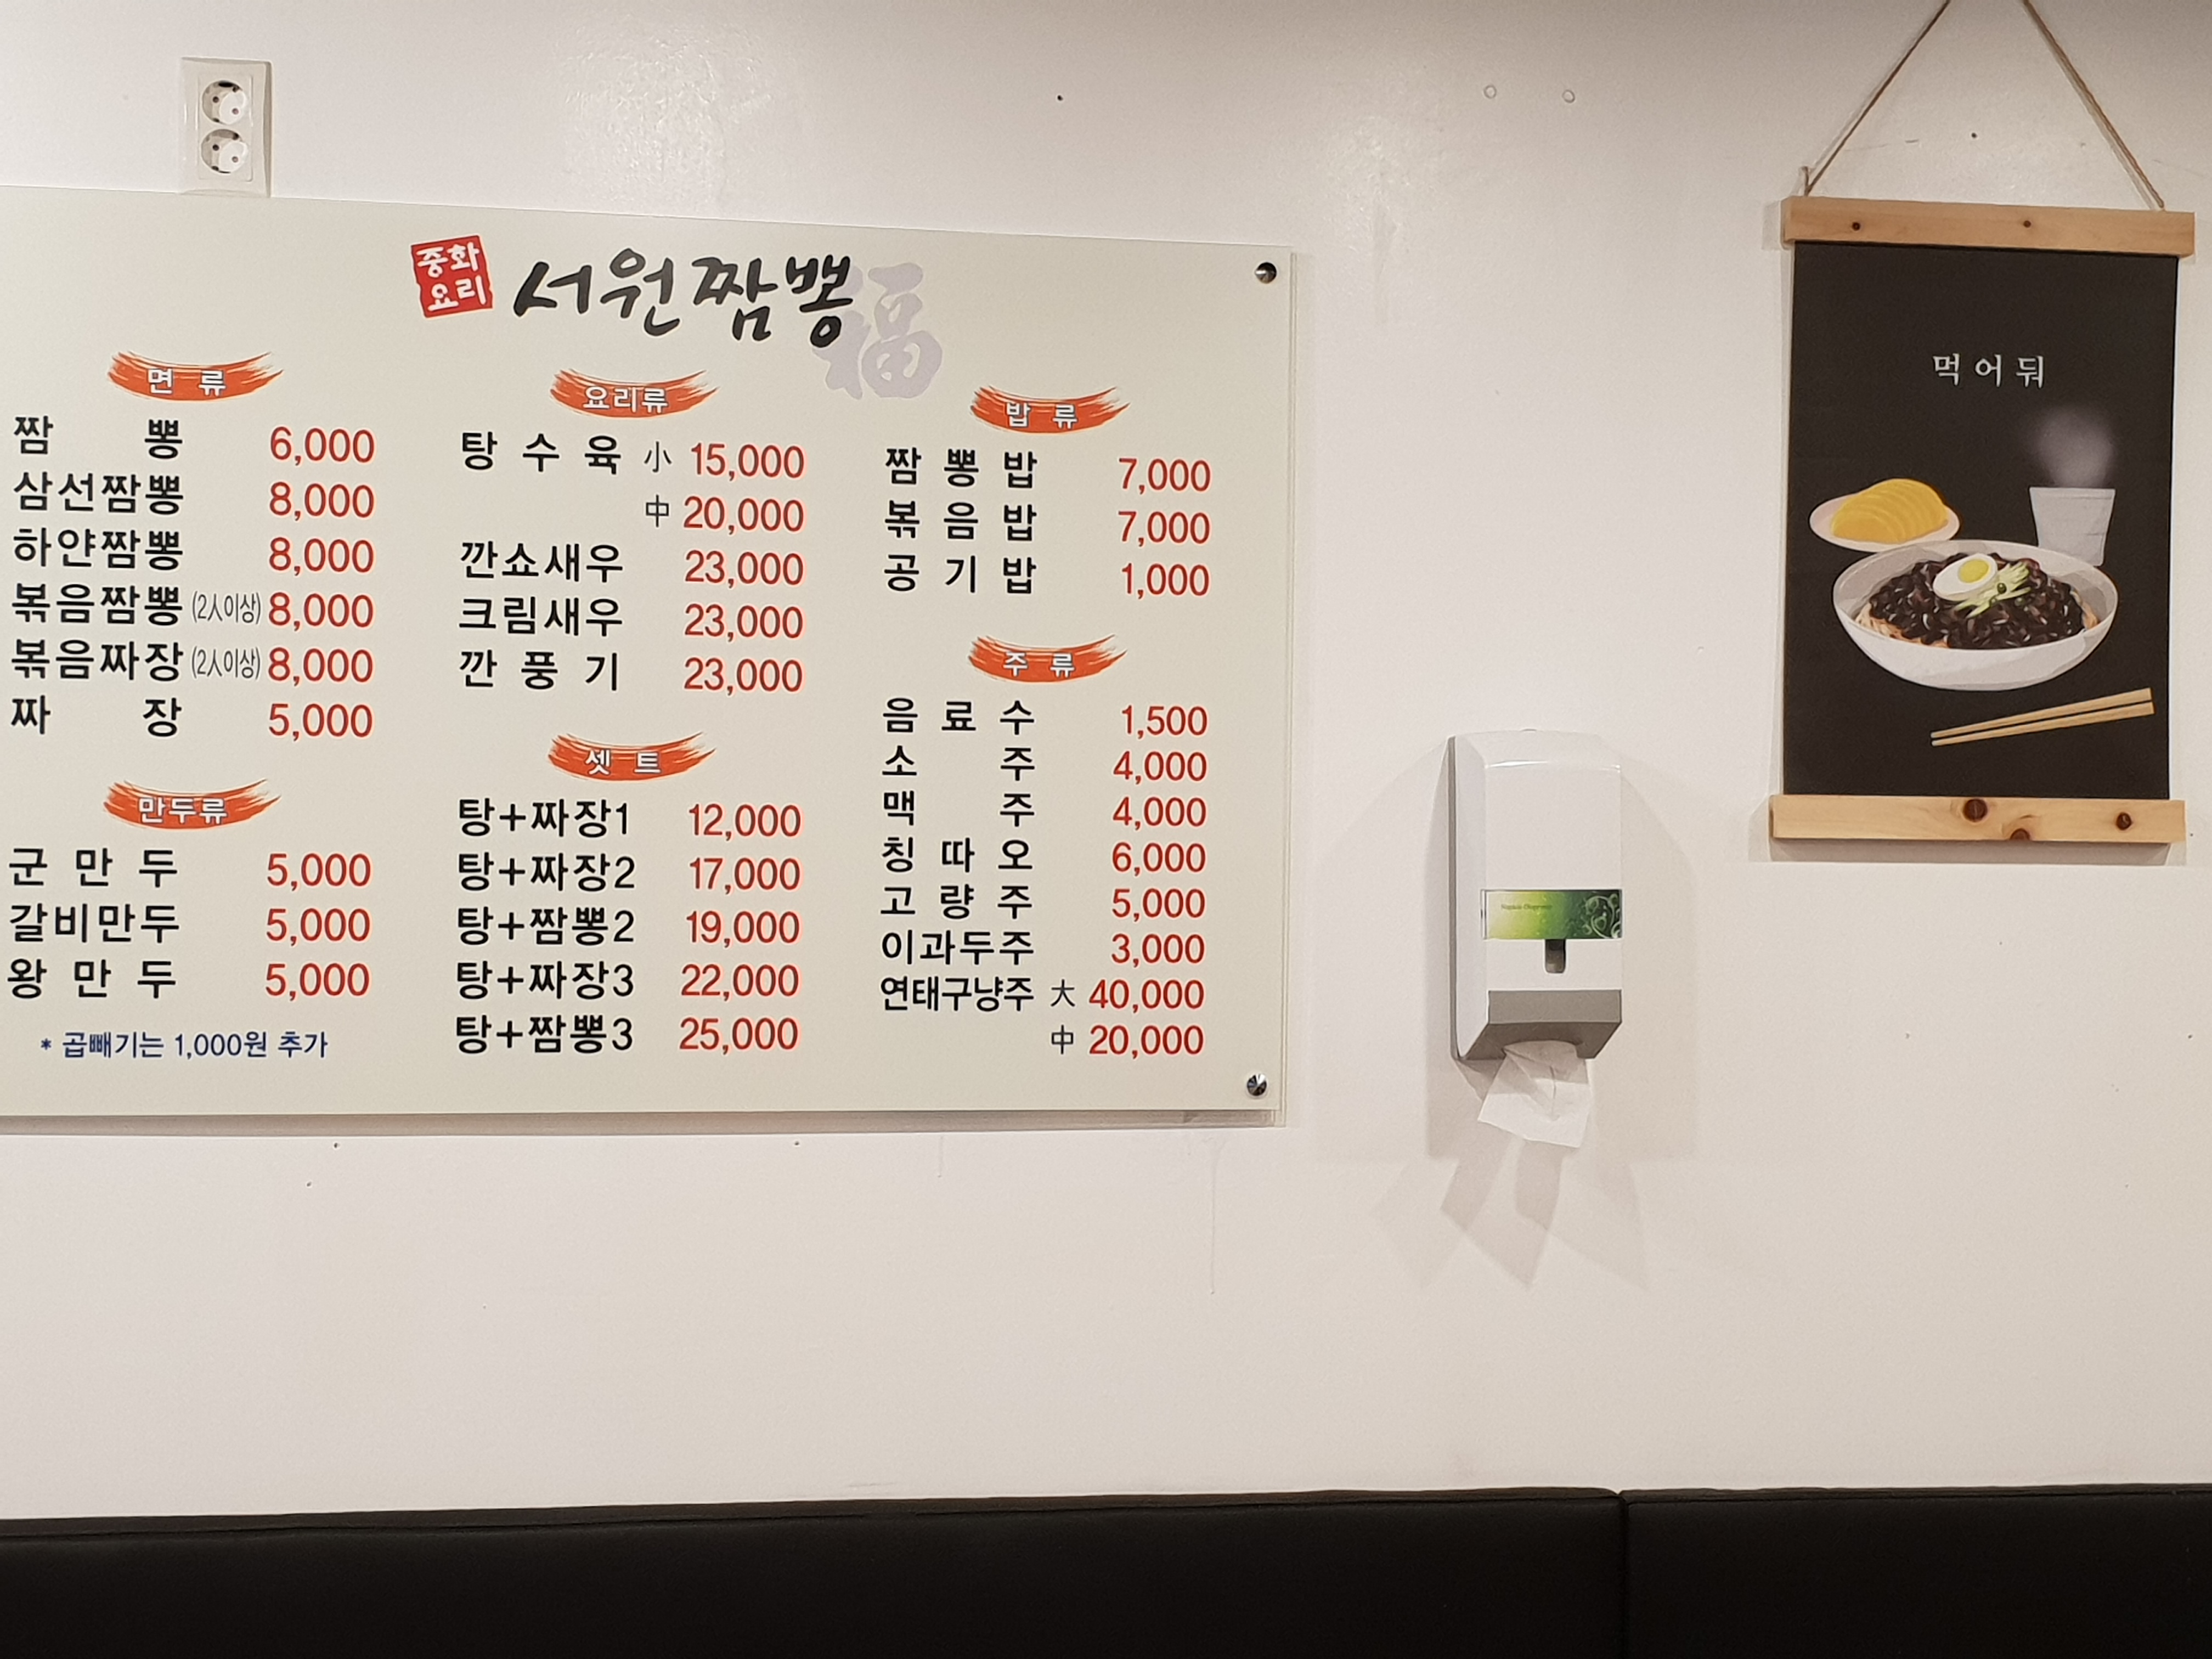 중화
요리
서원짬뽕
福
면 류
짬 뽕 6,000
삼선짬뽕 8,000
하얀짬뽕 8,000
볶음짬뽕 (2人이상) 8,000
볶음짜장 (2人이상) 8,000
짜 장 5,000
만두류
군 만 두 5,000
갈비만두 5,000
왕 만 두 5,000
* 곱빼기는 1,000원 추가
요리류
탕 수 육 小 15,000
中 20,000
깐쇼새우 23,000
크림새우 23,000
깐 풍 기 23,000
셋 트
탕+짜장1 12,000
탕+짜장2 17,000
탕+짬뽕2 19,000
탕+짜장3 22,000
탕+짬뽕3 25,000
밥 류
짬 뽕 밥 7,000
볶 음 밥 7,000
공 기 밥 1,000
주 류
음 료 수 1,500
소 주 4,000
맥 주 4,000
칭 따 오 6,000
고 량 주 5,000
이과두주 3,000
연태구냥주 大 40,000
中 20,000
먹어둬